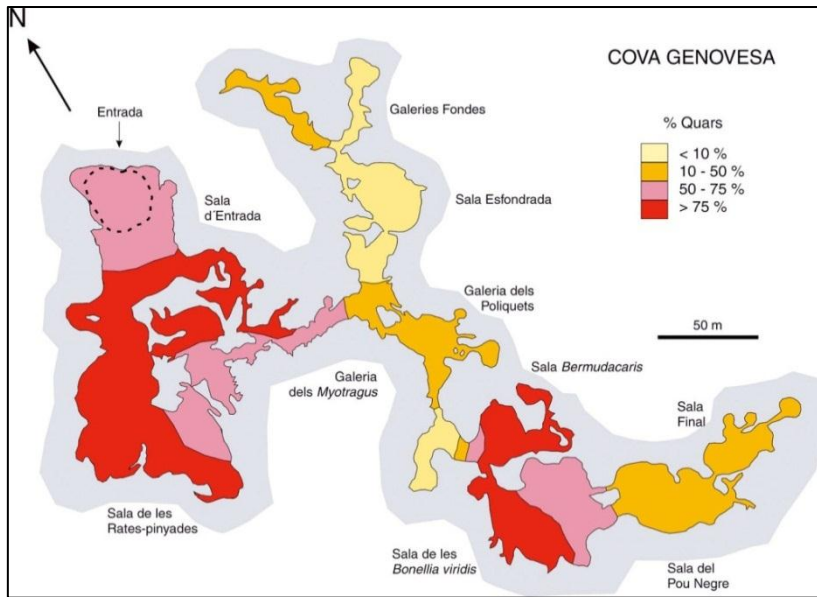 N
COVA GENOVESA
Entrada
Galeries Fondes
% Quars
< 10 %
10 - 50 %
50 - 75 %
> 75 %
Sala
d´Entrada
Sala Esfondrada
Galeria dels
Poliquets
50 m
Sala Bermudacaris
Galeria
dels Myotragus
Sala
Final
Sala de les
Rates-pinyades
Sala de les
Bonellia viridis
Sala del
Pou Negre